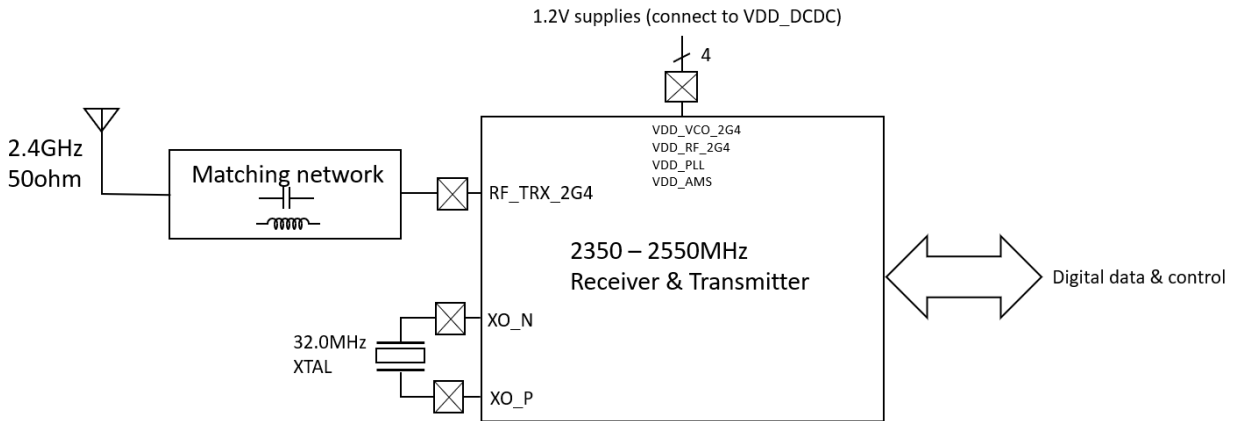 1.2V supplies (connect to VDD_DCDC)
4
VDD_VCO_2G4
VDD_RF_2G4
VDD_PLL
VDD_AMS
2.4GHz
50ohm
Matching network
RF_TRX_2G4
2350 – 2550MHz
Receiver & Transmitter
Digital data & control
XO_N
32.0MHz
XTAL
XO_P